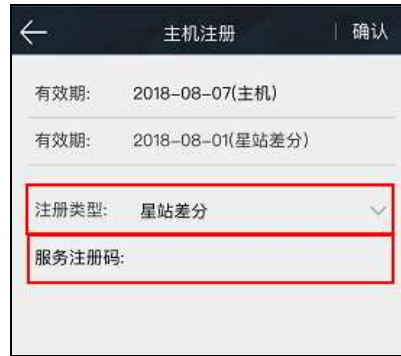 主机注册 确认
有效期: 2018-08-07(主机)
有效期: 2018-08-01(星站差分)
注册类型: 星站差分
服务注册码: